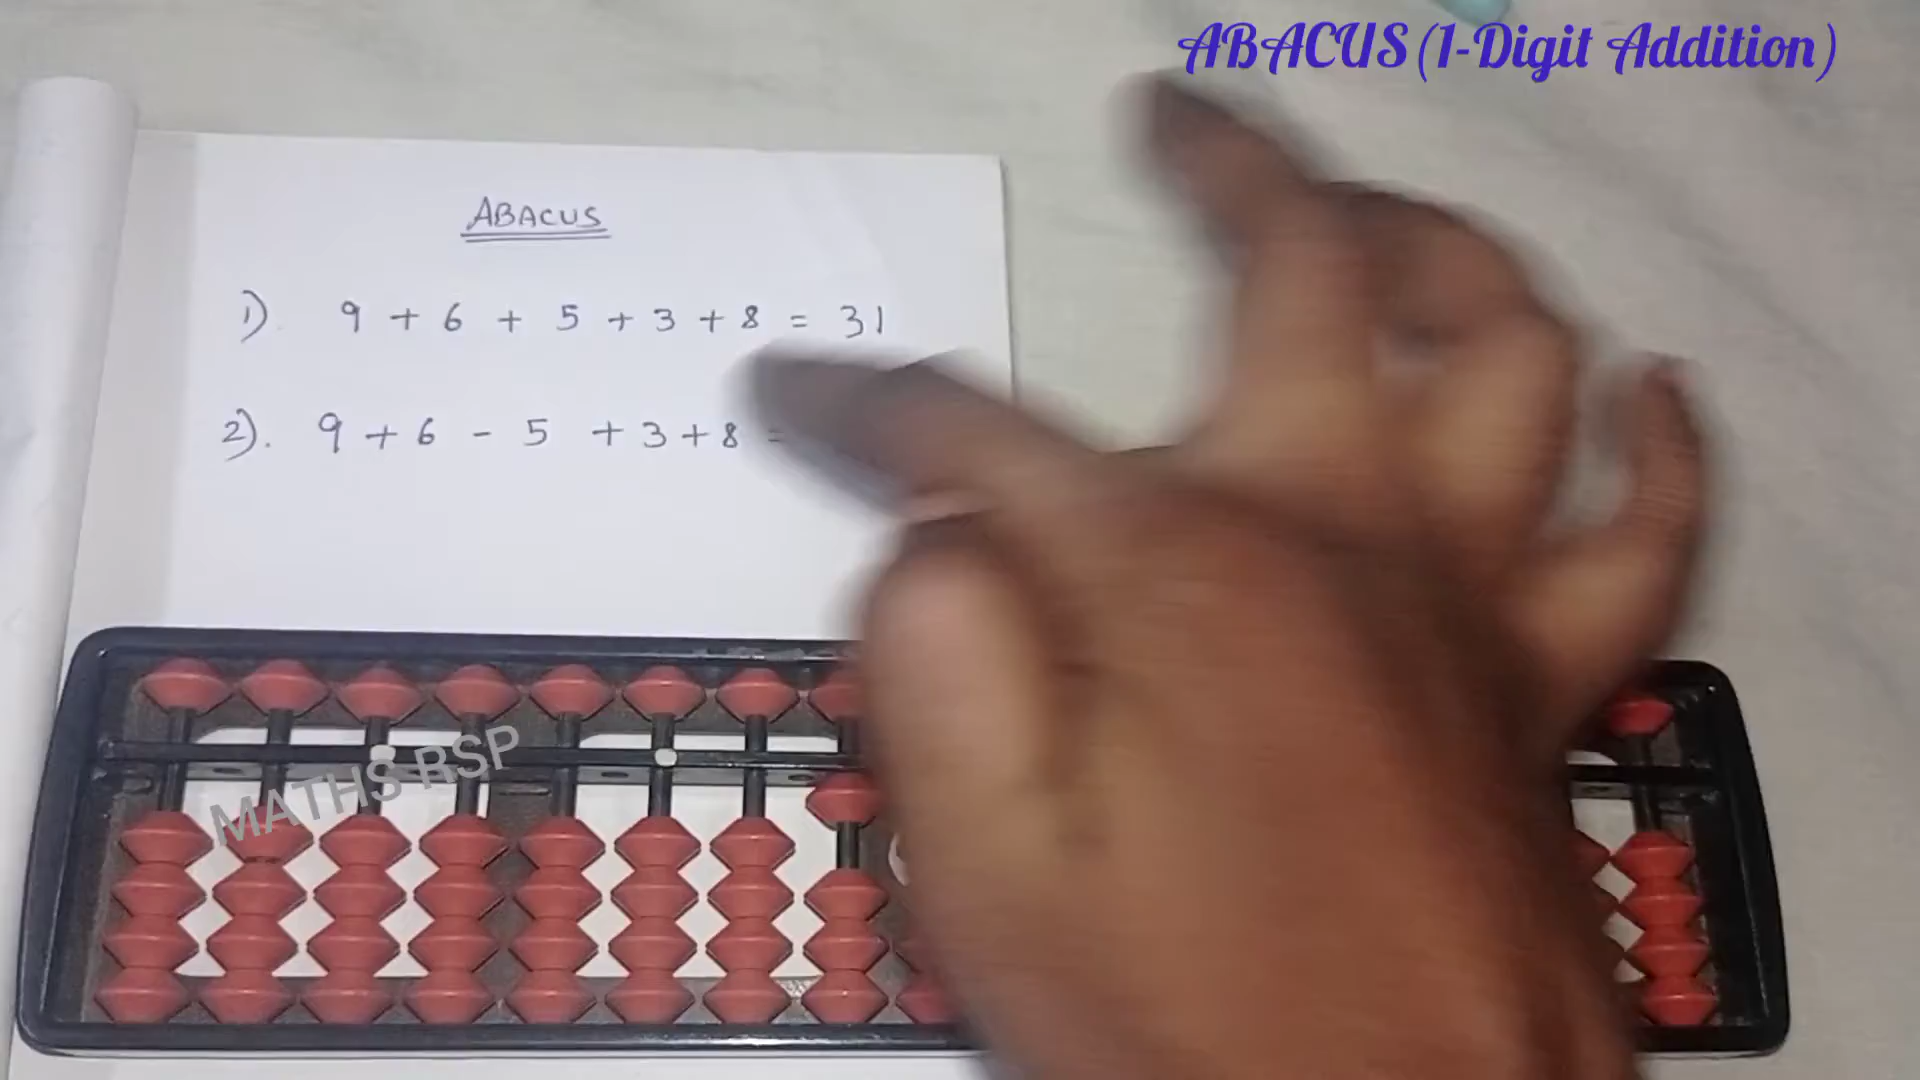 ABACUS (1-Digit Addition)
ABACUS
1). 9 + 6 + 5 + 3 + 8 = 31
2). 9 + 6 - 5 + 3 + 8 =
MATHS RSP